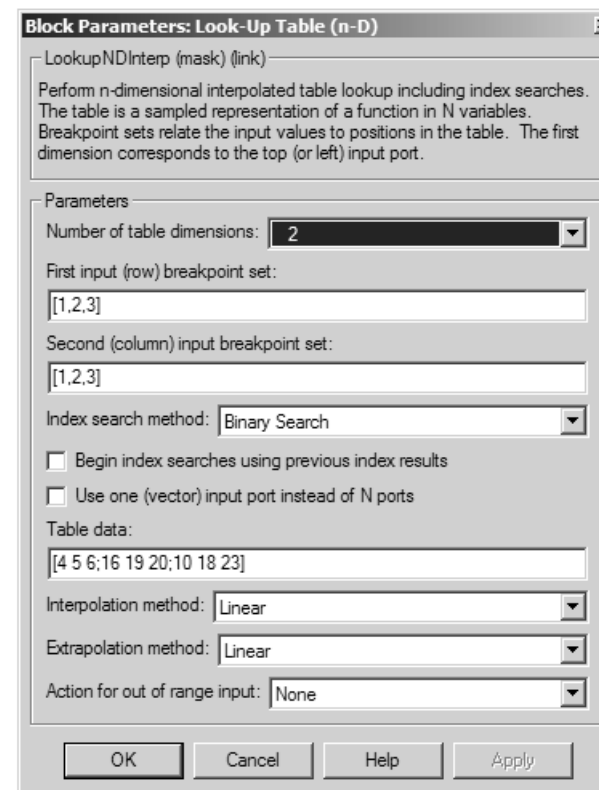 Block Parameters: Look-Up Table (n-D)
LookupNDInterp (mask) (link)
Perform n-dimensional interpolated table lookup including index searches.
The table is a sampled representation of a function in N variables.
Breakpoint sets relate the input values to positions in the table. The first
dimension corresponds to the top (or left) input port.
Parameters
Number of table dimensions: 2
First input (row) breakpoint set:
[1,2,3]
Second (column) input breakpoint set:
[1,2,3]
Index search method: Binary Search
Begin index searches using previous index results
Use one (vector) input port instead of N ports
Table data:
[4 5 6;16 19 20;10 18 23]
Interpolation method: Linear
Extrapolation method: Linear
Action for out of range input: None
OK Cancel Help Apply